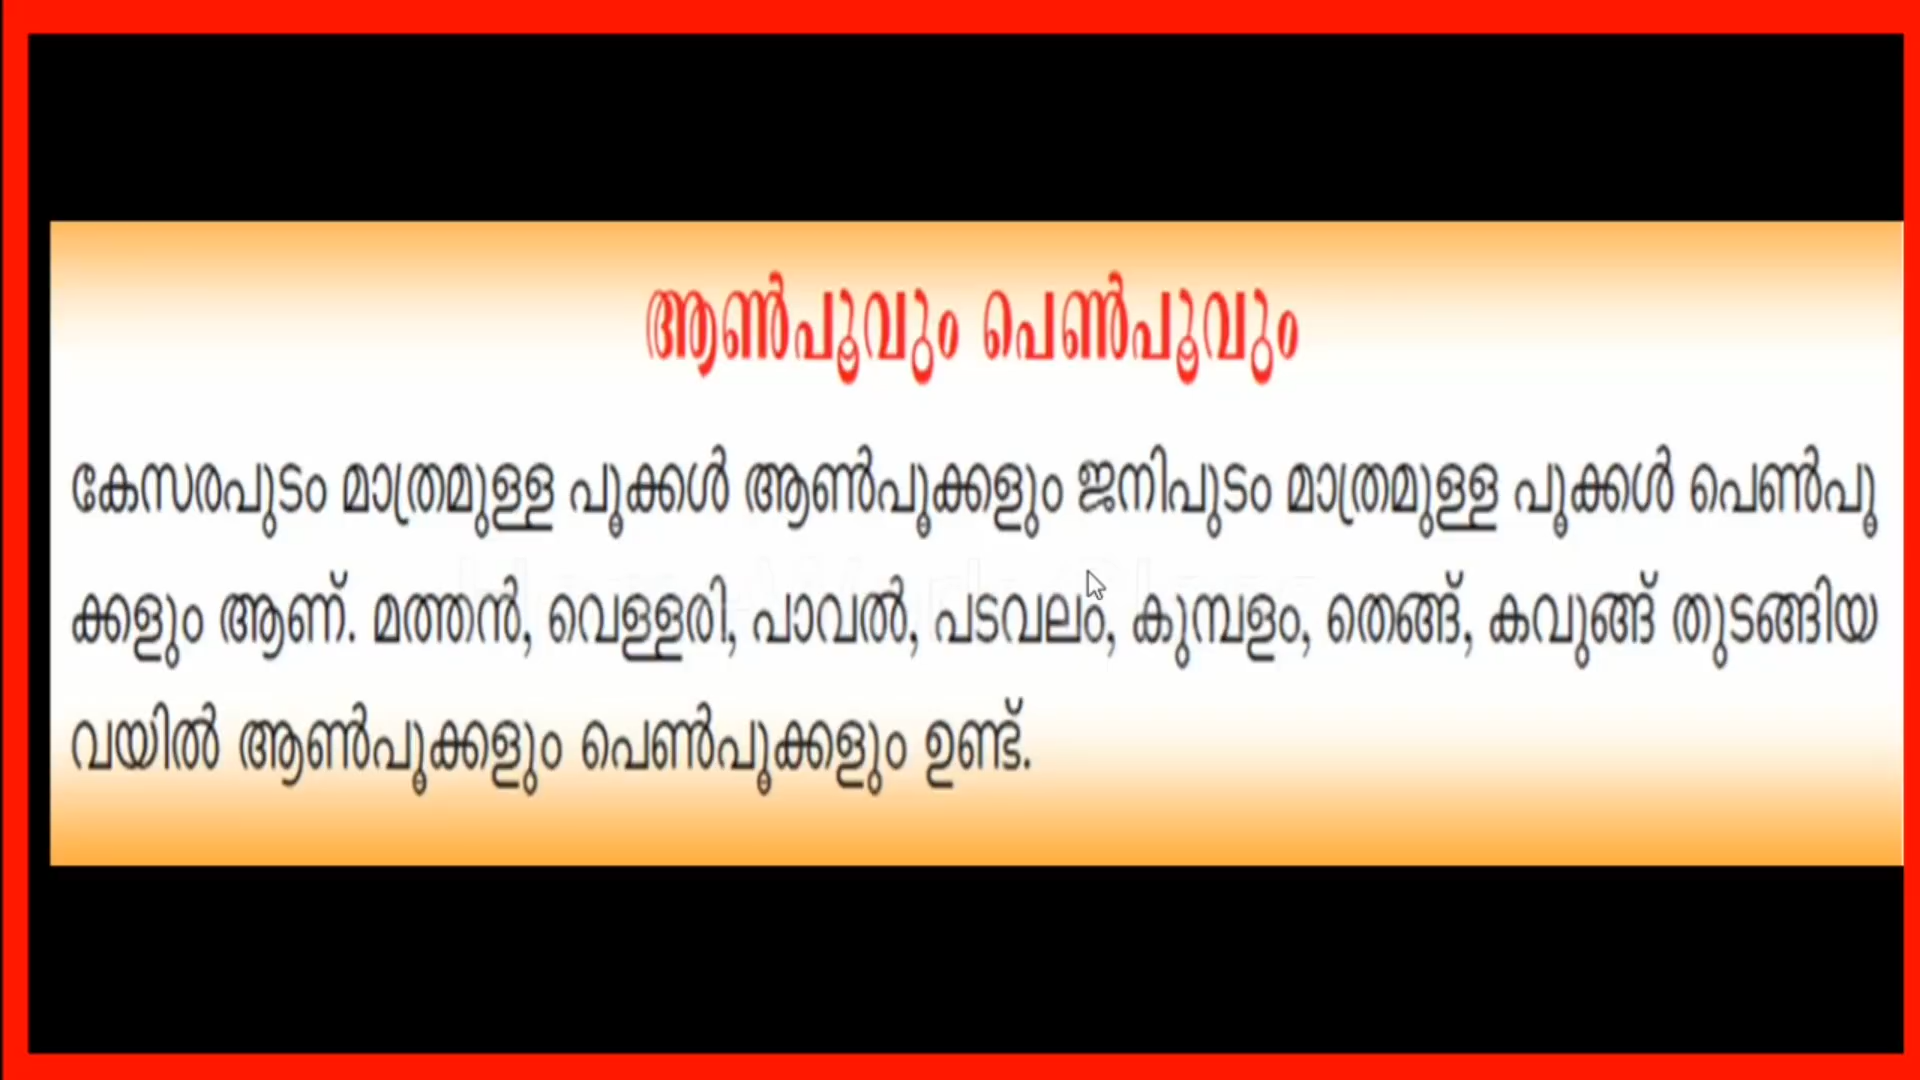 ആൺപൂവും പെൺപൂവും
കേസരപുടം മാത്രമുള്ള പൂക്കൾ ആൺപൂക്കളും ജനിപുടം മാത്രമുള്ള പൂക്കൾ പെൺപൂ
ക്കളും ആണ്. മത്തൻ, വെള്ളരി, പാവൽ, പടവലം, കുമ്പളം, തെങ്ങ്, കവുങ്ങ് തുടങ്ങിയ
വയിൽ ആൺപൂക്കളും പെൺപൂക്കളും ഉണ്ട്.